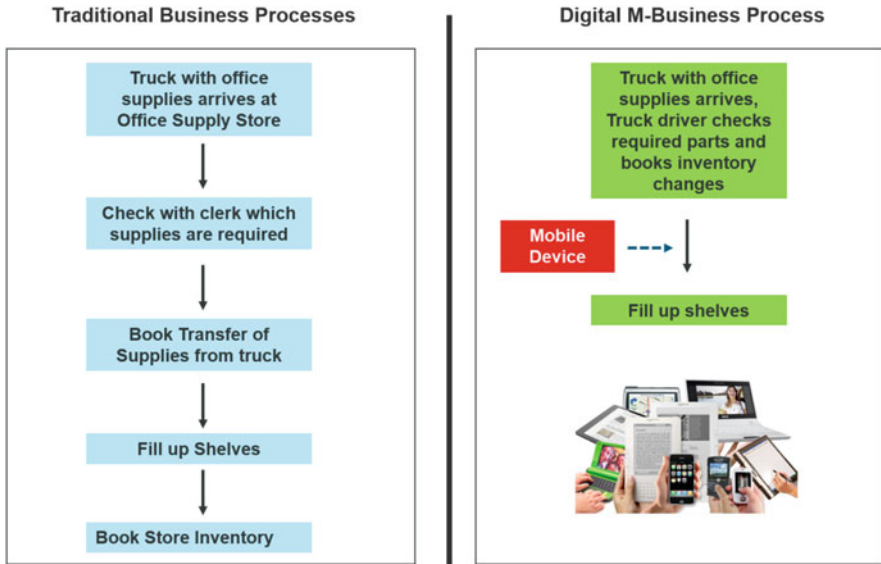 Traditional Business Processes
Truck with office
supplies arrives at
Office Supply Store
Check with clerk which
supplies are required
Book Transfer of
Supplies from truck
Fill up Shelves
Book Store Inventory
Digital M-Business Process
Truck with office
supplies arrives,
Truck driver checks
required parts and
books inventory
changes
Mobile
Device
Fill up shelves